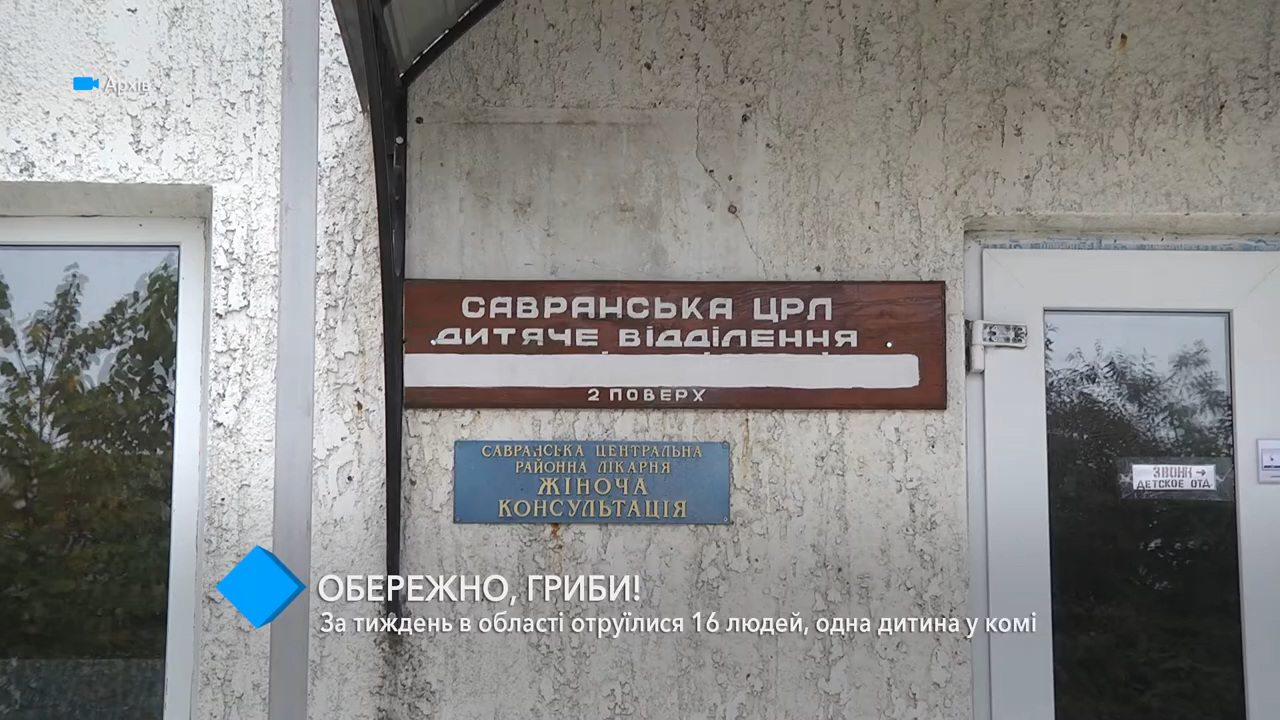 Архів
САВРАНСЬКА ЦРЛ
ДИТЯЧЕ ВІДДІЛЕННЯ
2 ПОВЕРХ
САВРАНСЬКА ЦЕНТРАЛЬНА
РАЙОННА ЛІКАРНЯ
ЖІНОЧА
КОНСУЛЬТАЦІЯ
ЗВОНИ →
ДЕТСКОЕ ОТД.
ОБЕРЕЖНО, ГРИБИ!
За тиждень в області отруїлися 16 людей, одна дитина у комі